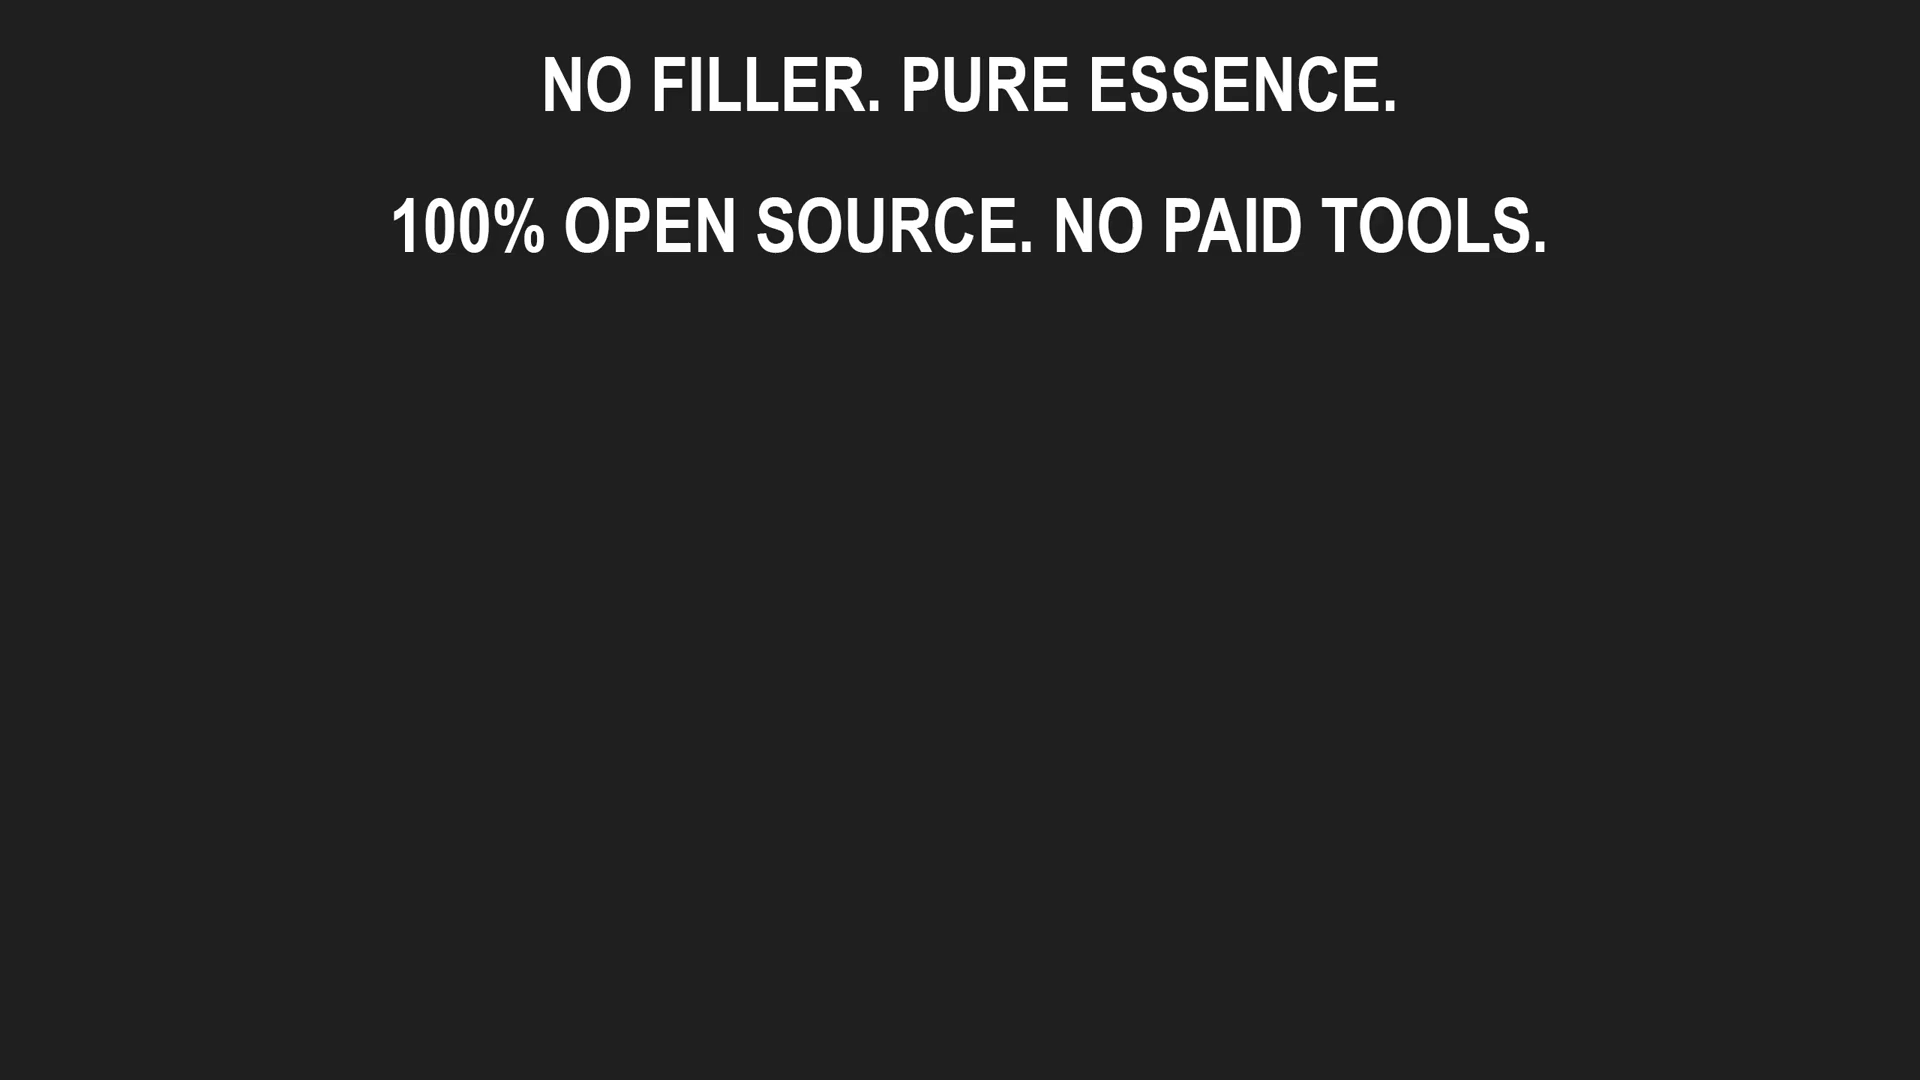 NO FILLER. PURE ESSENCE.
100% OPEN SOURCE. NO PAID TOOLS.